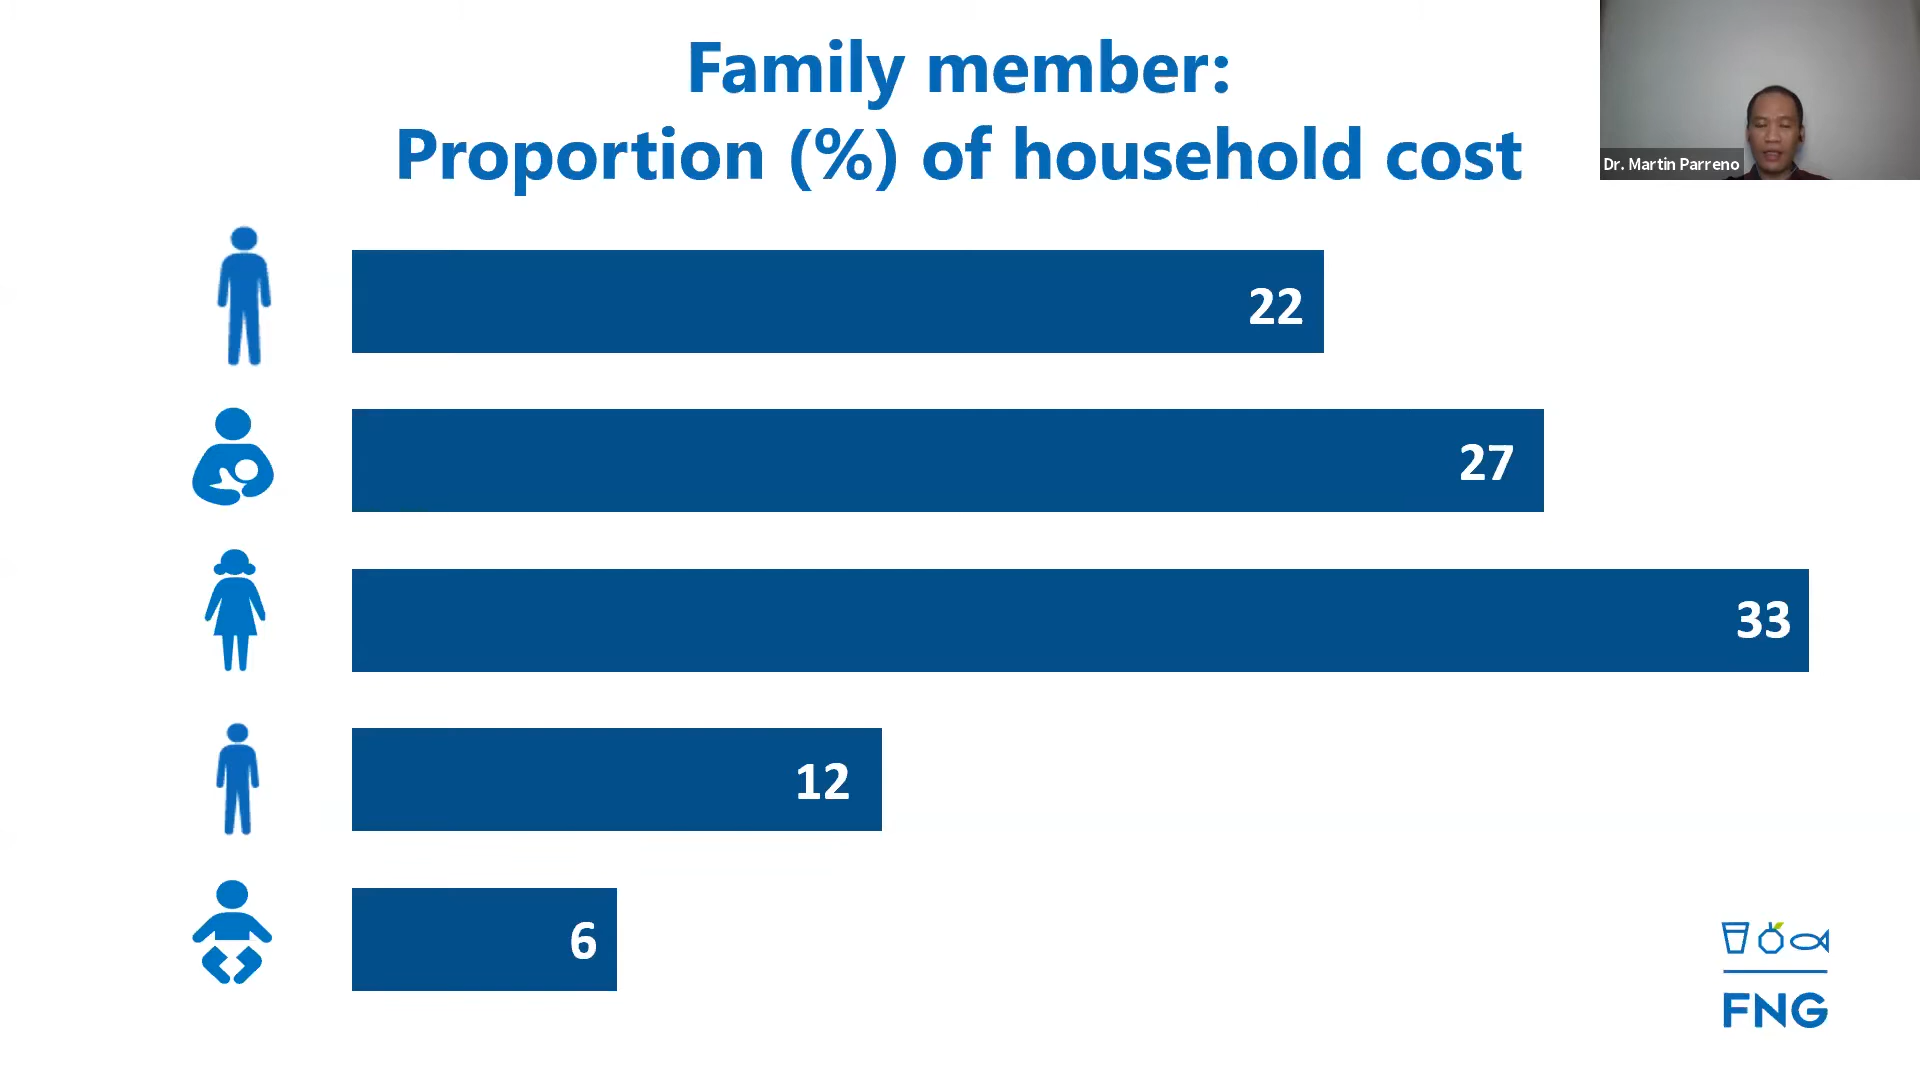 Family member:
Proportion (%) of household cost
Dr. Martin Parreno
22
27
33
12
6
FNG